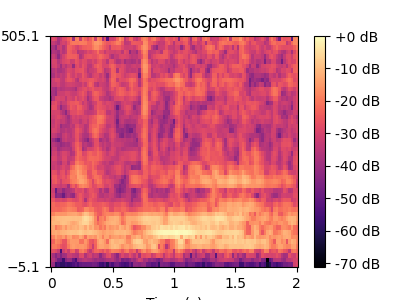 Mel Spectrogram
505.1
-5.1
0
0.5
1
1.5
2
+0 dB
-10 dB
-20 dB
-30 dB
-40 dB
-50 dB
-60 dB
-70 dB